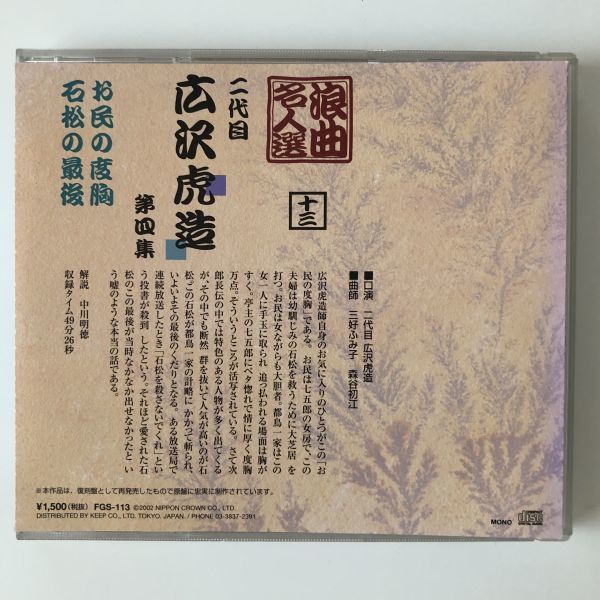 浪曲
名人選
十三
二代目
広沢虎造
第四集
お民の度胸
石松の最後
■口演　二代目 広沢虎造
■曲師　三好ふみ子　森谷初江
広沢虎造師自身のお気に入りのひとつがこの「お
民の度胸」である。お民は七五郎の女房で、この
夫婦は幼馴じみの石松を救うために大芝居を
打つ。お民は女ながらも大胆者。都鳥一家はこの
女一人に手玉に取られ 追っ払われる場面は胸が
すく。亭主の七五郎にベタ惚れで情に厚く度胸
万点。そういうところが活写されている。さて次
郎長伝の中では特色のある人物が多く出てくる
が、その中でも断然 群を抜いて人気が高いのが石
松。この石松が都鳥一家の計略に かかって斬られ、
いよいよその最後のくだりとなる。ある放送局で
連続放送したとき「石松を殺さないでくれ」とい
う投書が殺到 したという。それほど愛された石
松のこの最後が当時なかなか出せなかったとい
う嘘のような本当の話である。
解説　中川明徳
収録タイム49分26秒
※本作品は、復刻盤として再発売したもので原盤に忠実に制作されています。
¥1,500(税抜) FGS-113 ©2002 NIPPON CROWN CO., LTD.
DISTRIBUTED BY KEEP CO., LTD. TOKYO. JAPAN. / PHONE 03-3837-2391
MONO
COMPACT
disc
DIGITAL AUDIO